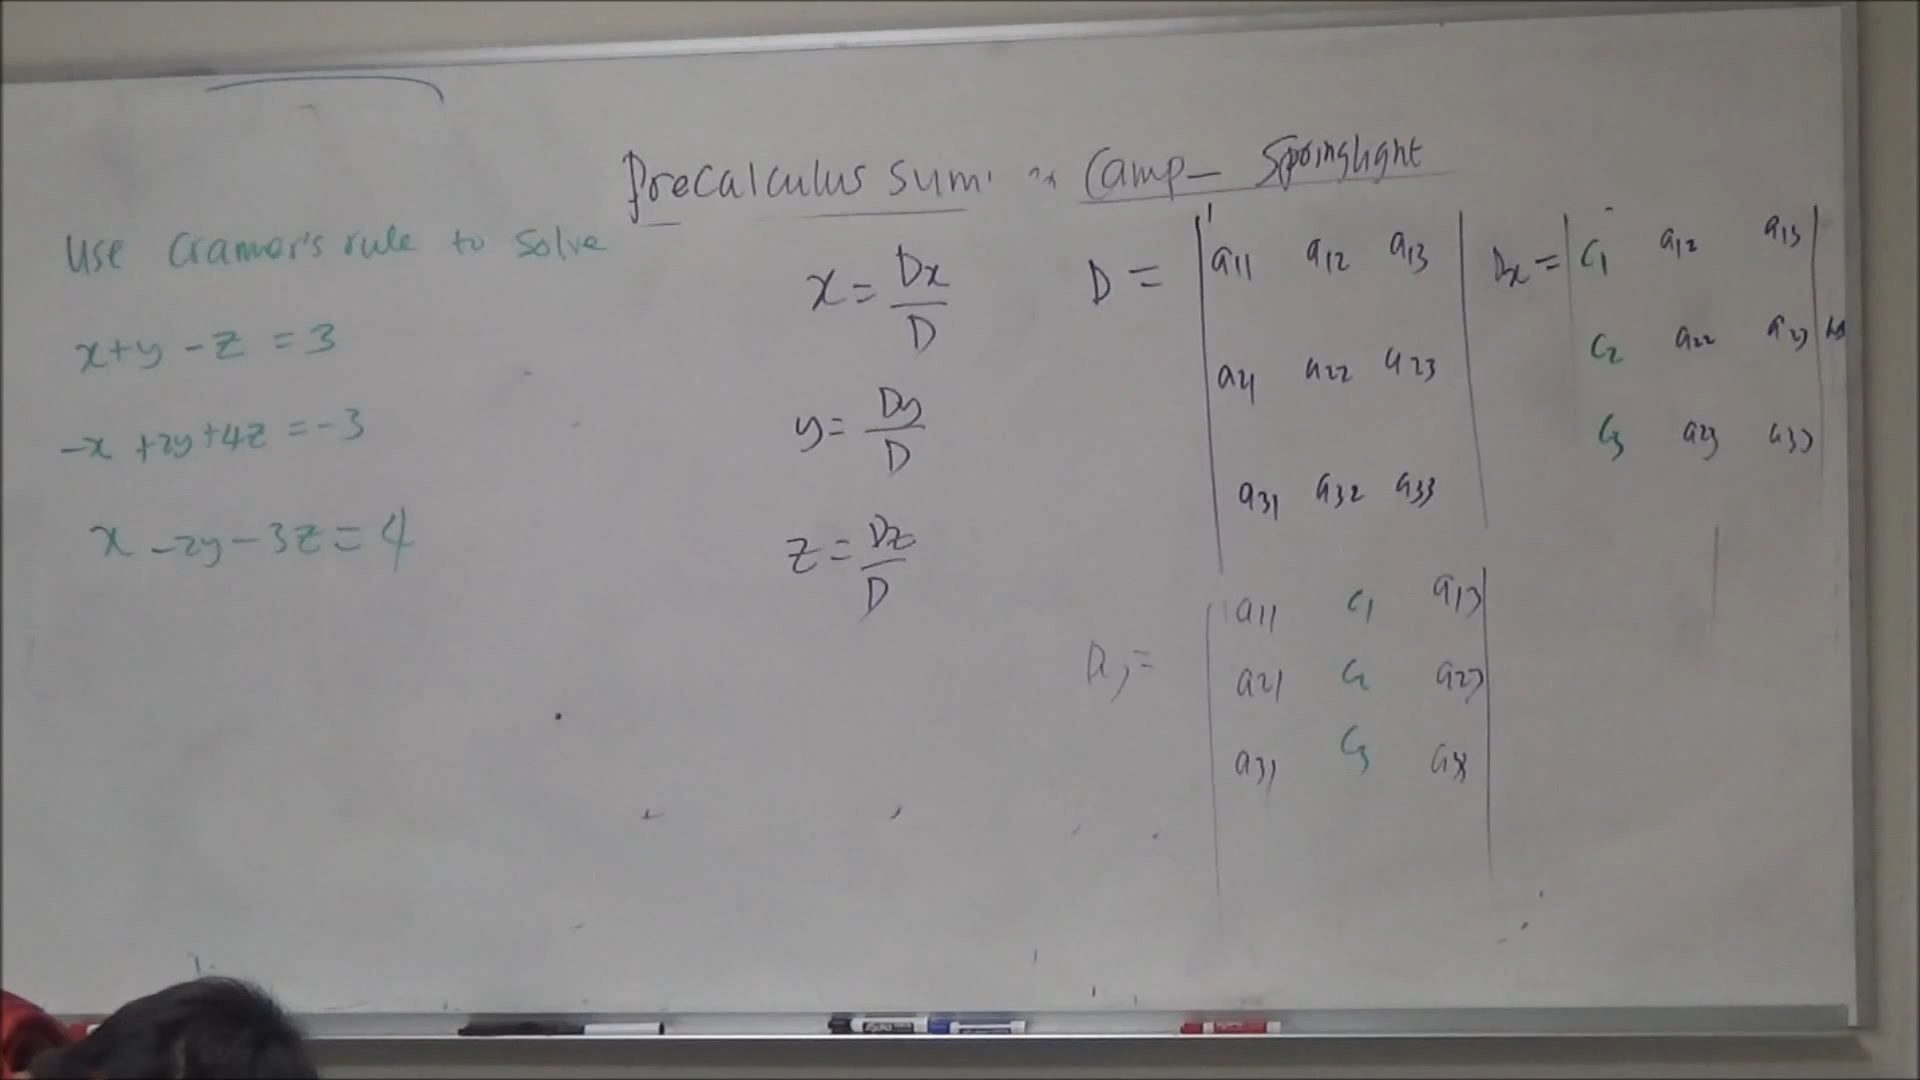 Precalculus Sum Camp- Springlight
Use Cramer's rule to solve
x+y-z=3
-x+2y+4z=-3
x-2y-3z=4
x = Dx/D
y = Dy/D
z = Dz/D
D = | a11 a12 a13 |
| a21 a22 a23 |
| a31 a32 a33 |
Dx = | C1 a12 a13 |
| C2 a22 a23 |
| C3 a23 a33 |
Dy = | a11 C1 a13 |
| a21 C2 a23 |
| a31 C3 a33 |